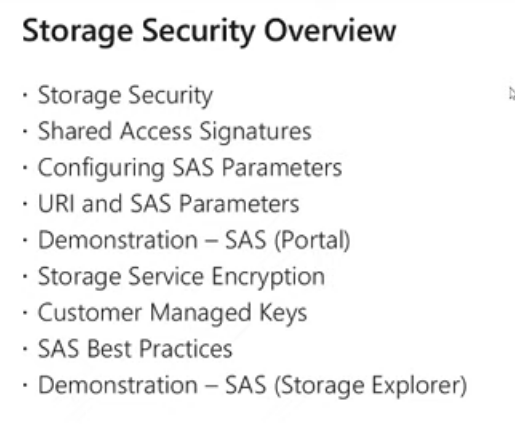 Storage Security Overview
· Storage Security
· Shared Access Signatures
· Configuring SAS Parameters
· URI and SAS Parameters
· Demonstration – SAS (Portal)
· Storage Service Encryption
· Customer Managed Keys
· SAS Best Practices
· Demonstration – SAS (Storage Explorer)